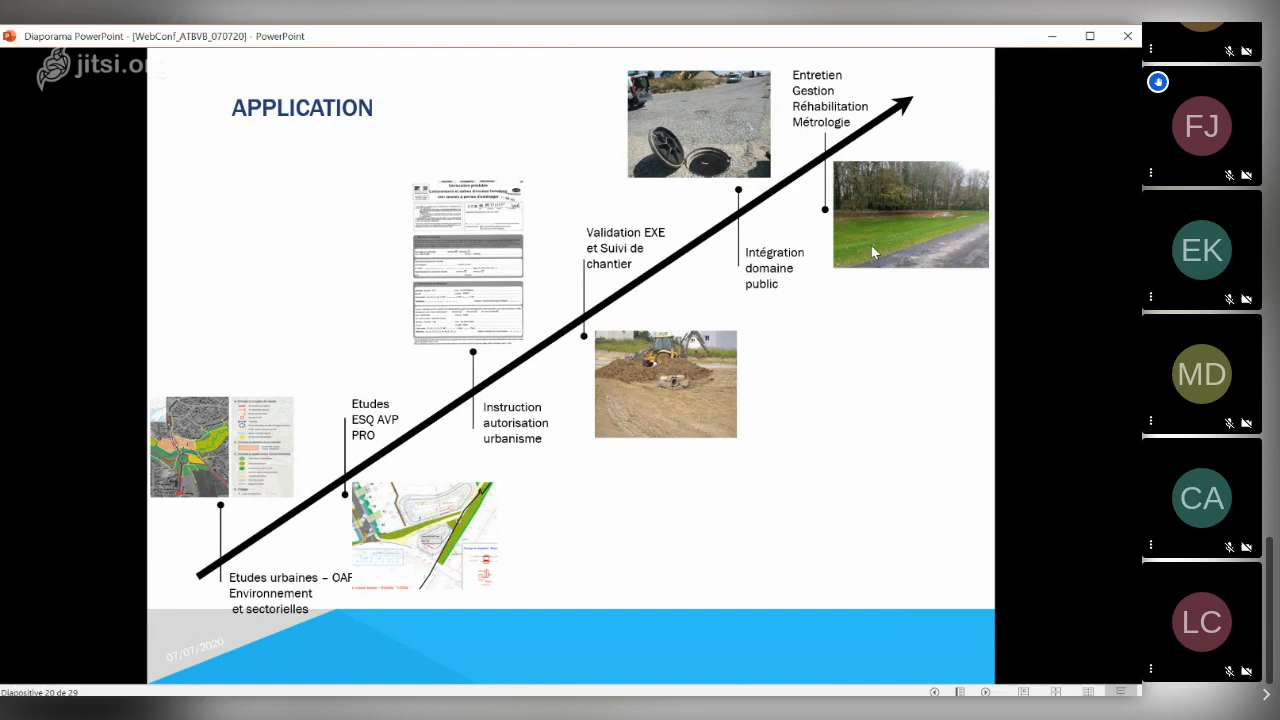 Diaporama PowerPoint - [WebConf_ATBVB_070720] - PowerPoint
jitsi.or
APPLICATION
Entretien
Gestion
Réhabilitation
Métrologie
Validation EXE
et Suivi de
chantier
Intégration
domaine
public
Etudes
ESQ AVP
PRO
Instruction
autorisation
urbanisme
Etudes urbaines – OAP
Environnement
et sectorielles
07/07/2020
Diapositive 20 de 29
FJ
EK
MD
CA
LC